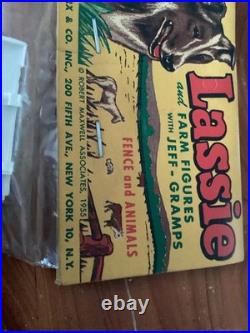 Lassie
and FARM FIGURES
WITH JEFF - GRAMPS
FENCE and ANIMALS
© ROBERT MAXWELL ASSOCIATES, 1955
X & CO. INC., 200 FIFTH AVE., NEW YORK 10, N.Y.